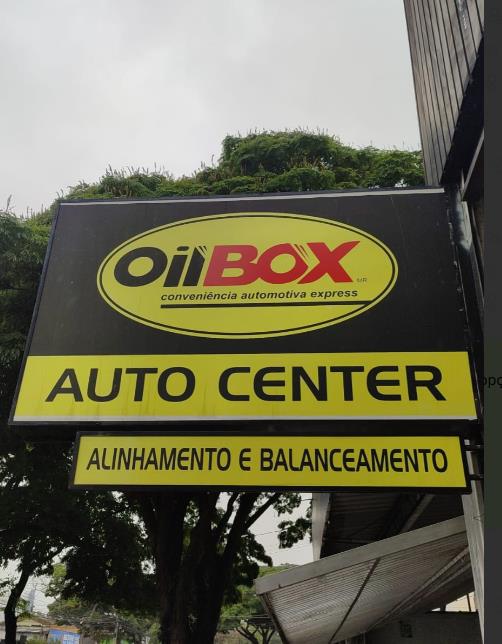 OilBOX MR
conveniência automotiva express
AUTO CENTER
ALINHAMENTO E BALANCEAMENTO